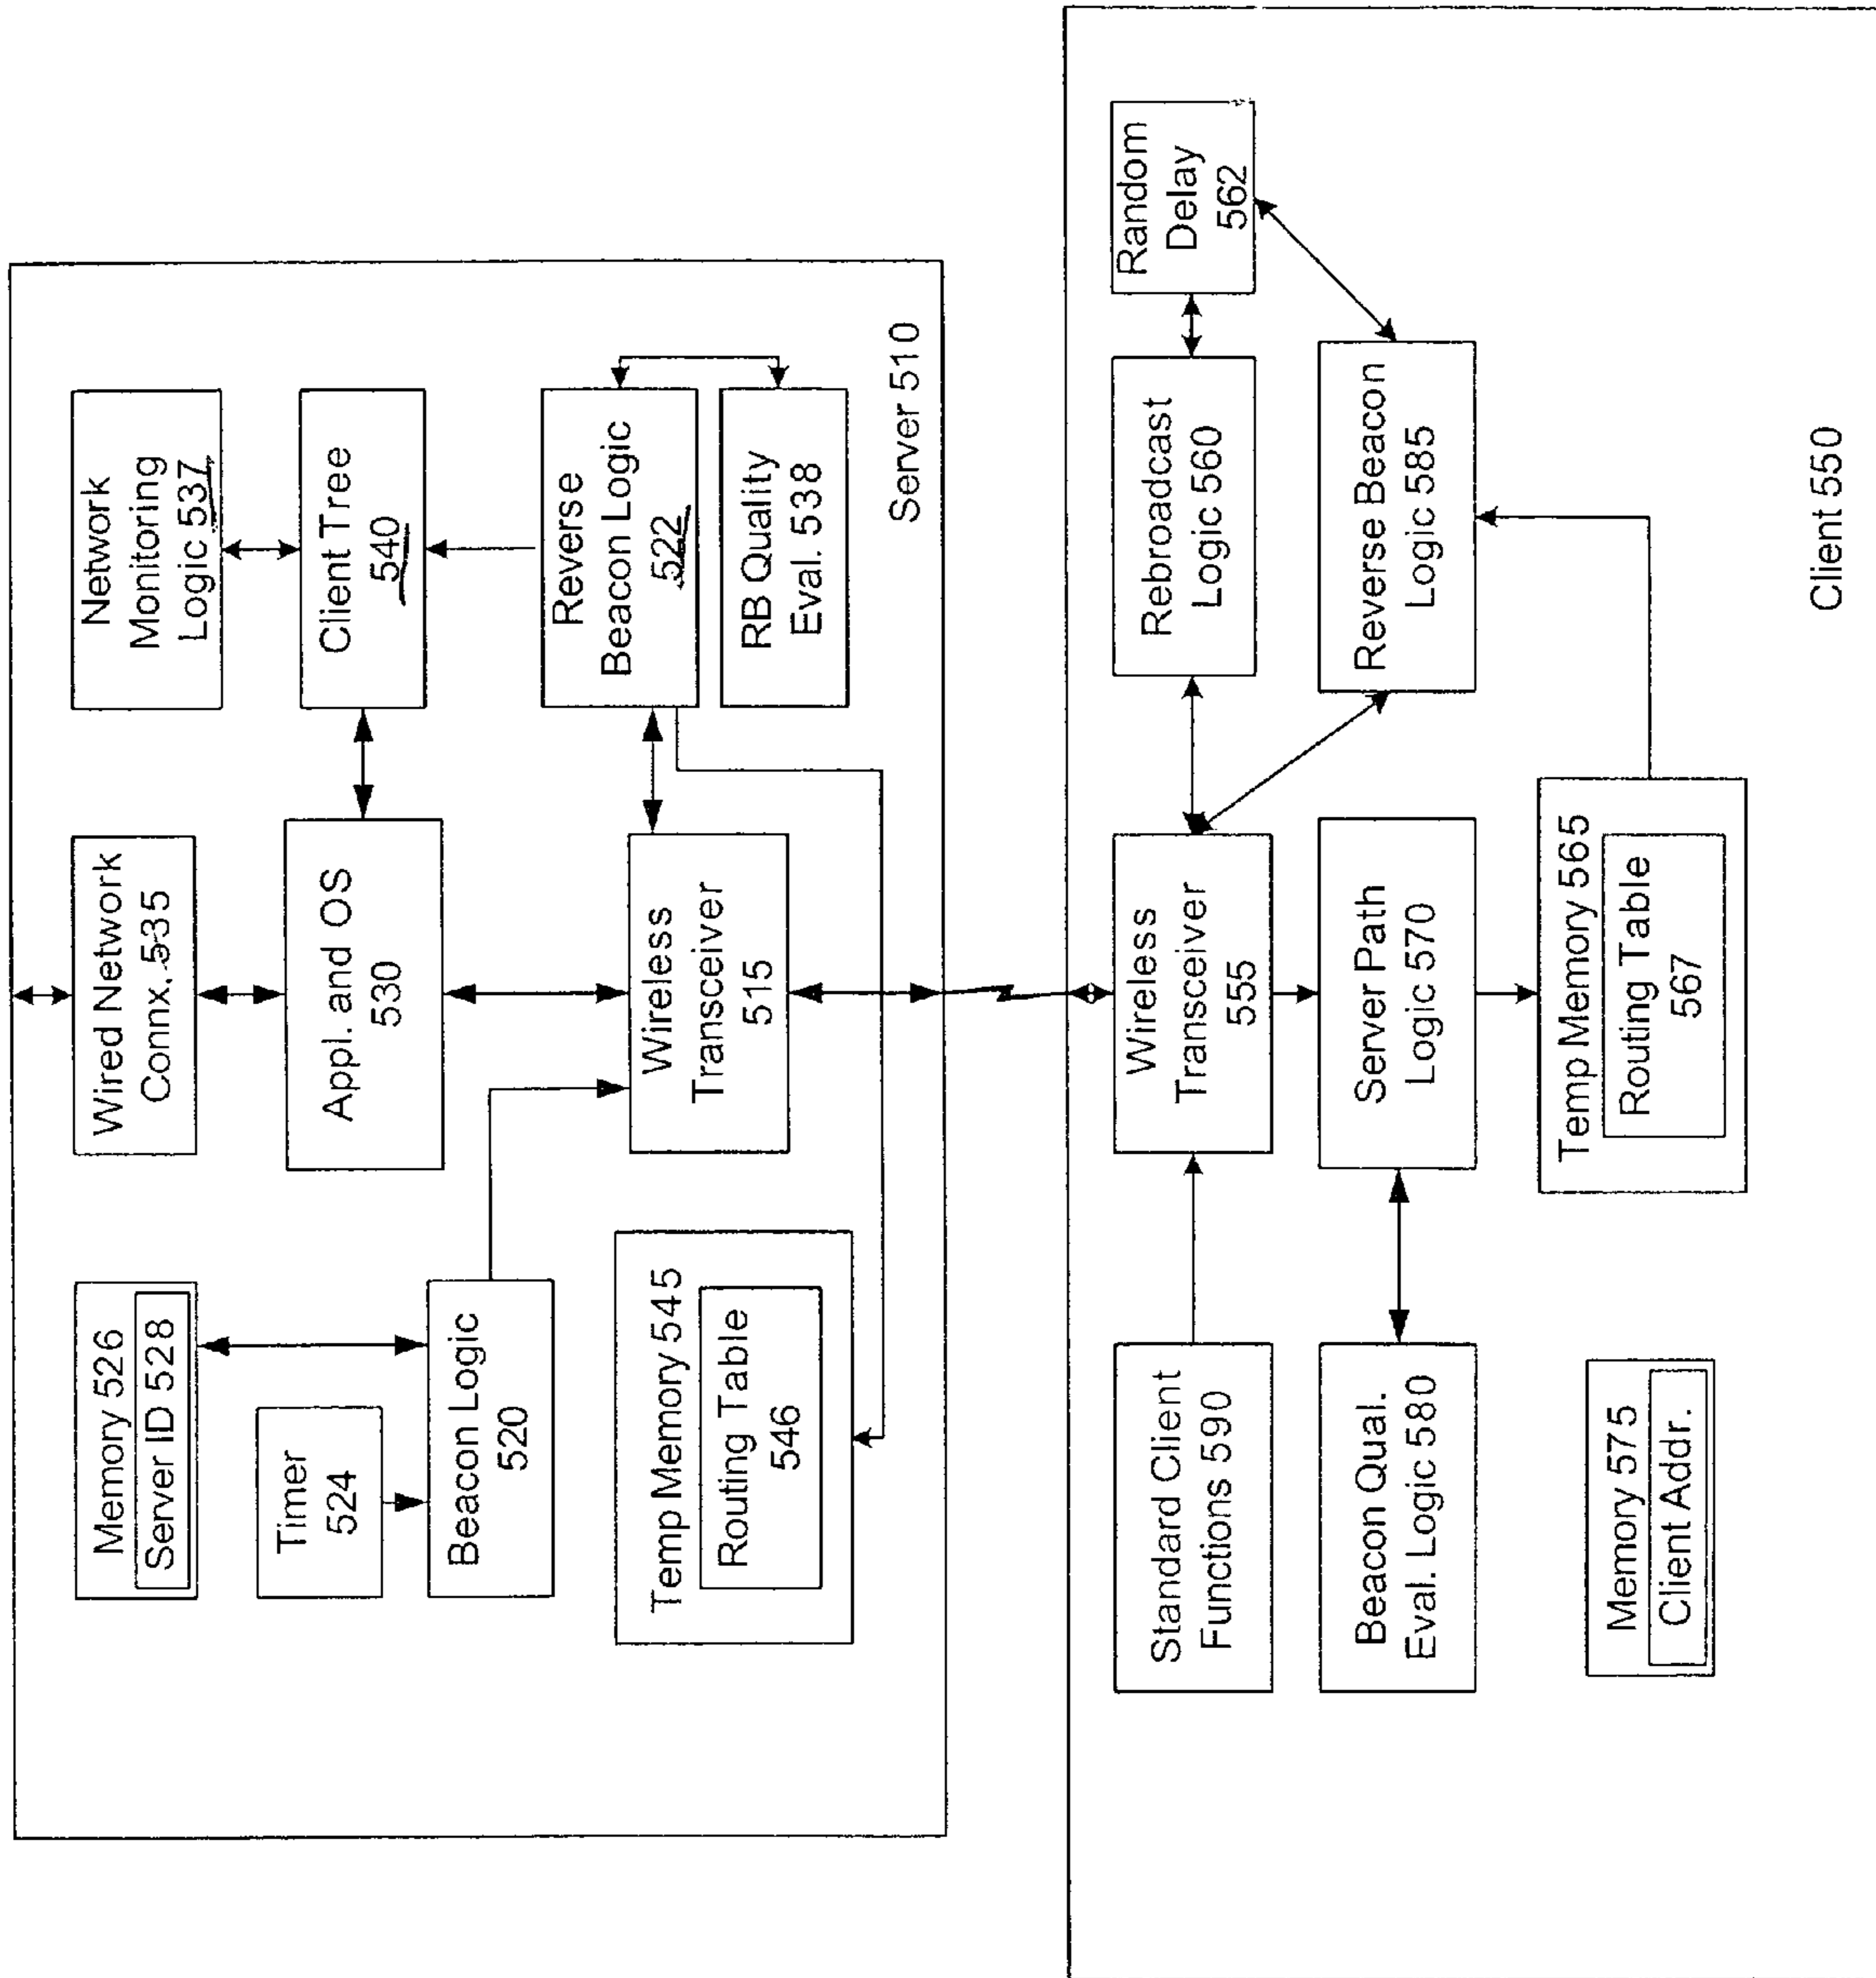 Memory 526
Server ID 528
Wired Network
Connx. 535
Network
Monitoring
Logic 537
Timer
524
Appl. and OS
530
Client Tree
540
Beacon Logic
520
Wireless
Transceiver
515
Reverse
Beacon Logic
522
Temp Memory 545
Routing Table
546
RB Quality
Eval. 538
Server 510
Standard Client
Functions 590
Wireless
Transceiver
555
Rebroadcast
Logic 560
Random
Delay
562
Beacon Qual.
Eval. Logic 580
Server Path
Logic 570
Reverse Beacon
Logic 585
Memory 575
Client Addr.
Temp Memory 565
Routing Table
567
Client 550